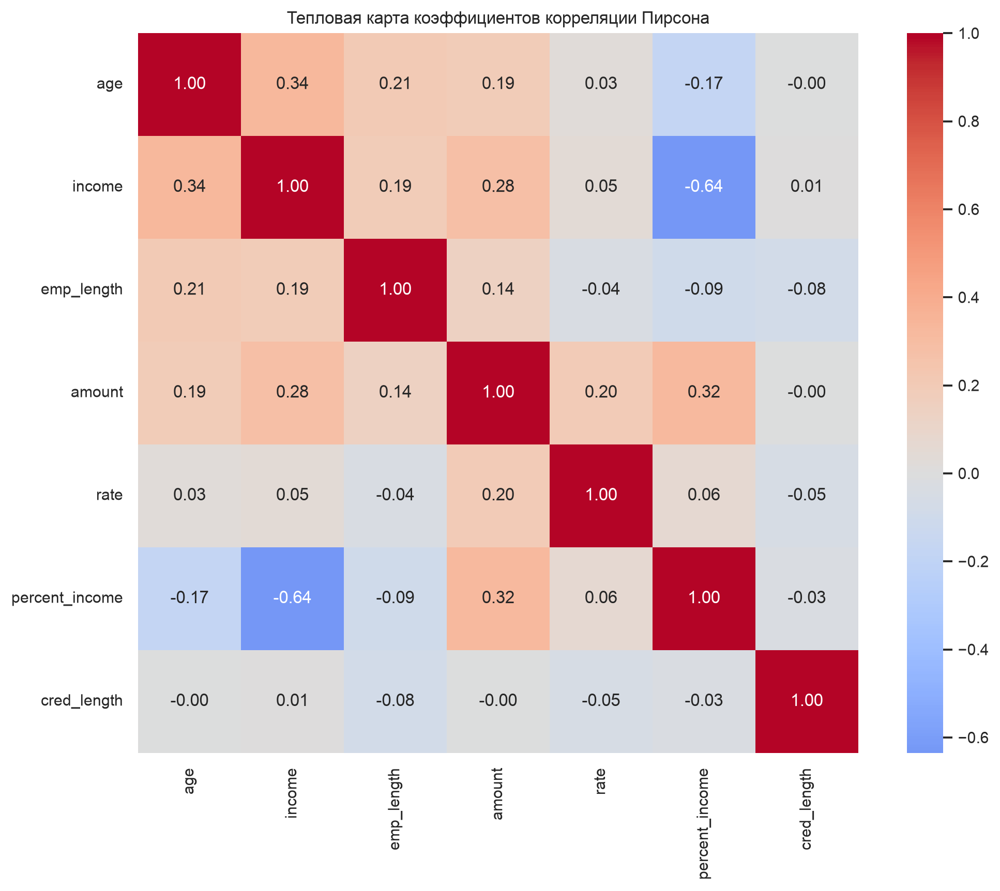 Тепловая карта коэффициентов корреляции Пирсона
age 1.00 0.34 0.21 0.19 0.03 -0.17 -0.00
income 0.34 1.00 0.19 0.28 0.05 -0.64 0.01
emp_length 0.21 0.19 1.00 0.14 -0.04 -0.09 -0.08
amount 0.19 0.28 0.14 1.00 0.20 0.32 -0.00
rate 0.03 0.05 -0.04 0.20 1.00 0.06 -0.05
percent_income -0.17 -0.64 -0.09 0.32 0.06 1.00 -0.03
cred_length -0.00 0.01 -0.08 -0.00 -0.05 -0.03 1.00
age
income
emp_length
amount
rate
percent_income
cred_length
1.0
0.8
0.6
0.4
0.2
0.0
−0.2
−0.4
−0.6